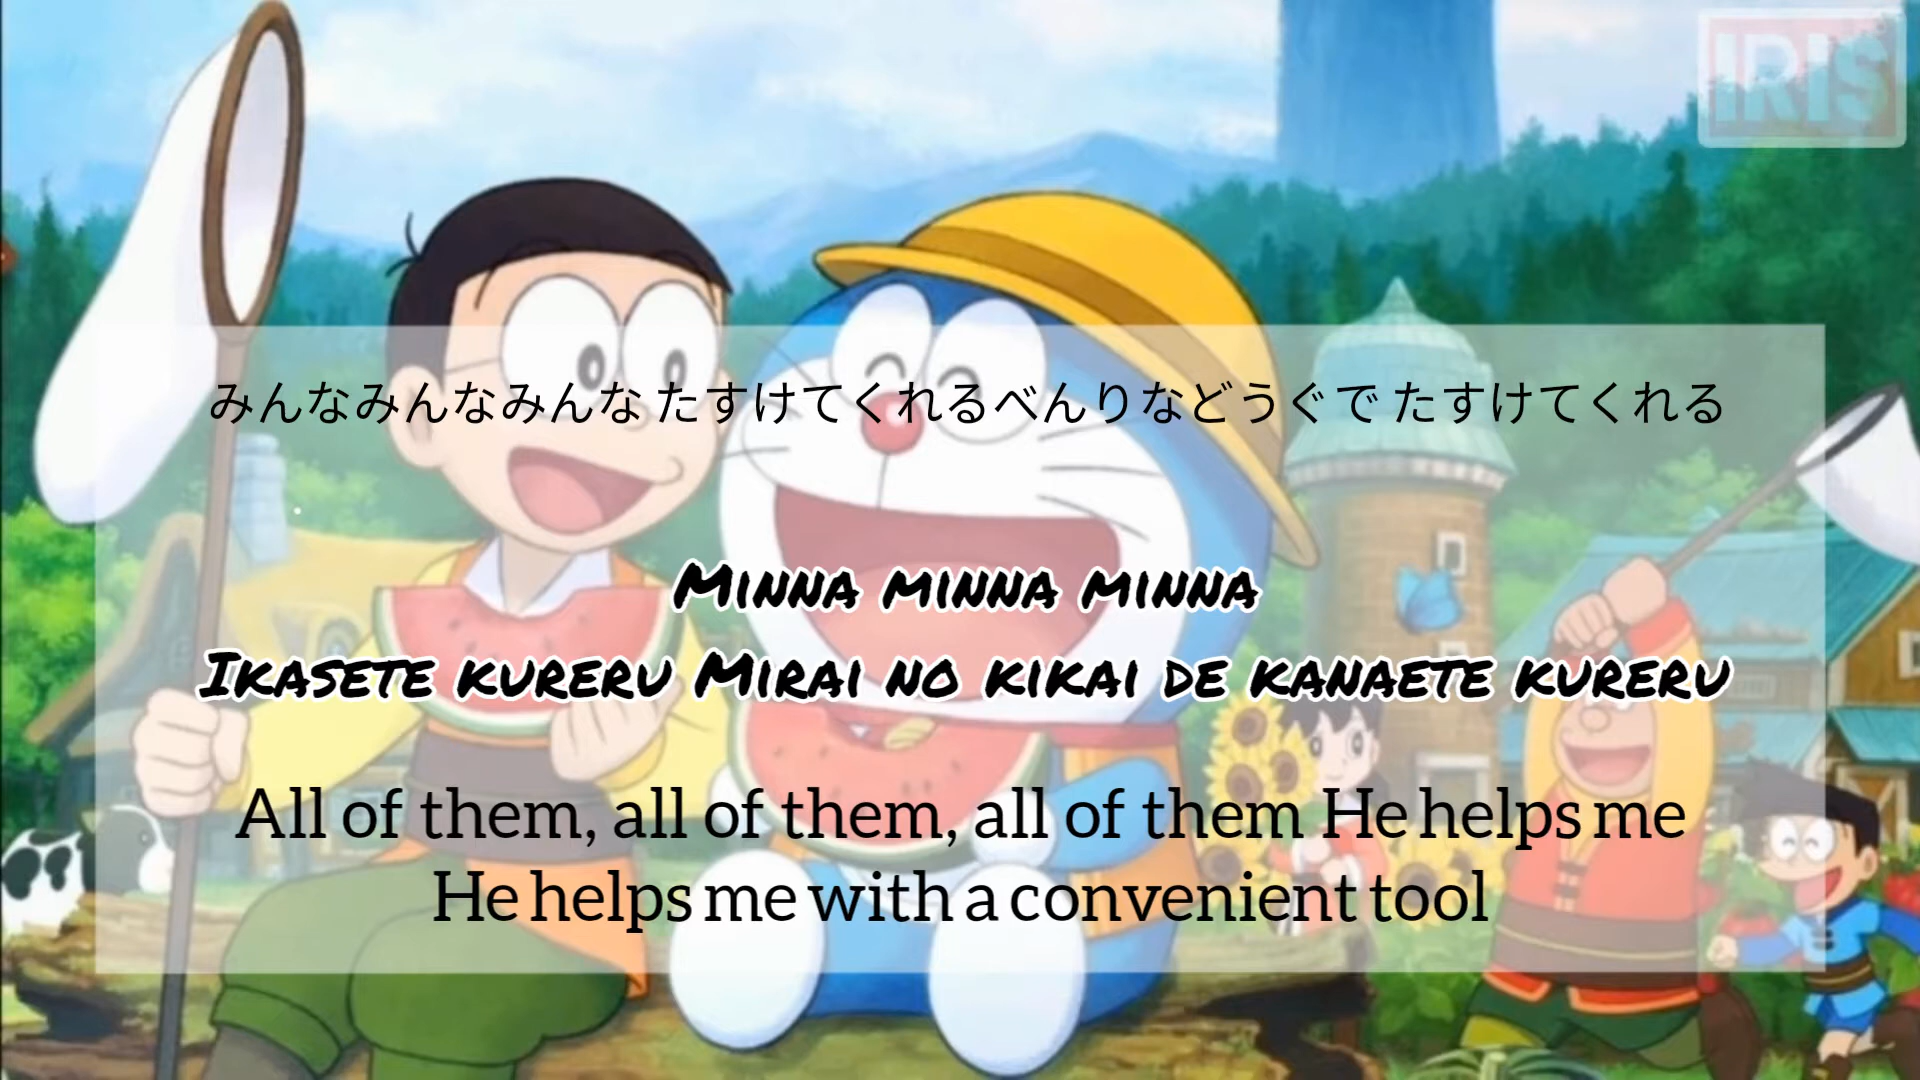 IRIS
みんなみんなみんな たすけてくれるべんりなどうぐで たすけてくれる
Minna minna minna
Ikasete kureru Mirai no kikai de kanaete kureru
All of them, all of them, all of them He helps me
He helps me with a convenient tool